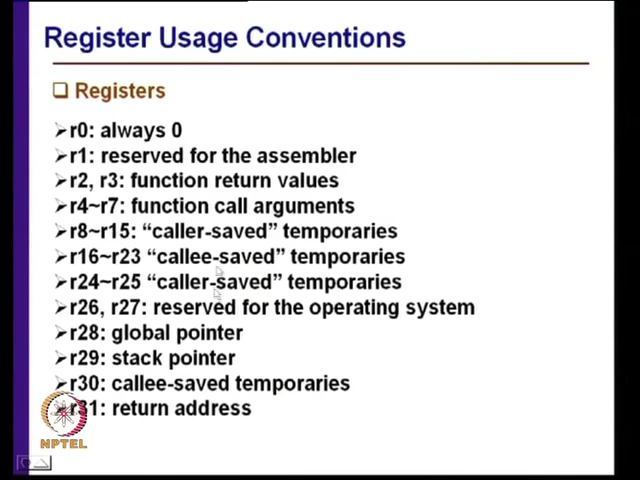 Register Usage Conventions
Registers
r0: always 0
r1: reserved for the assembler
r2, r3: function return values
r4~r7: function call arguments
r8~r15: “caller-saved” temporaries
r16~r23 “callee-saved” temporaries
r24~r25 “caller-saved” temporaries
r26, r27: reserved for the operating system
r28: global pointer
r29: stack pointer
r30: callee-saved temporaries
r31: return address
NPTEL